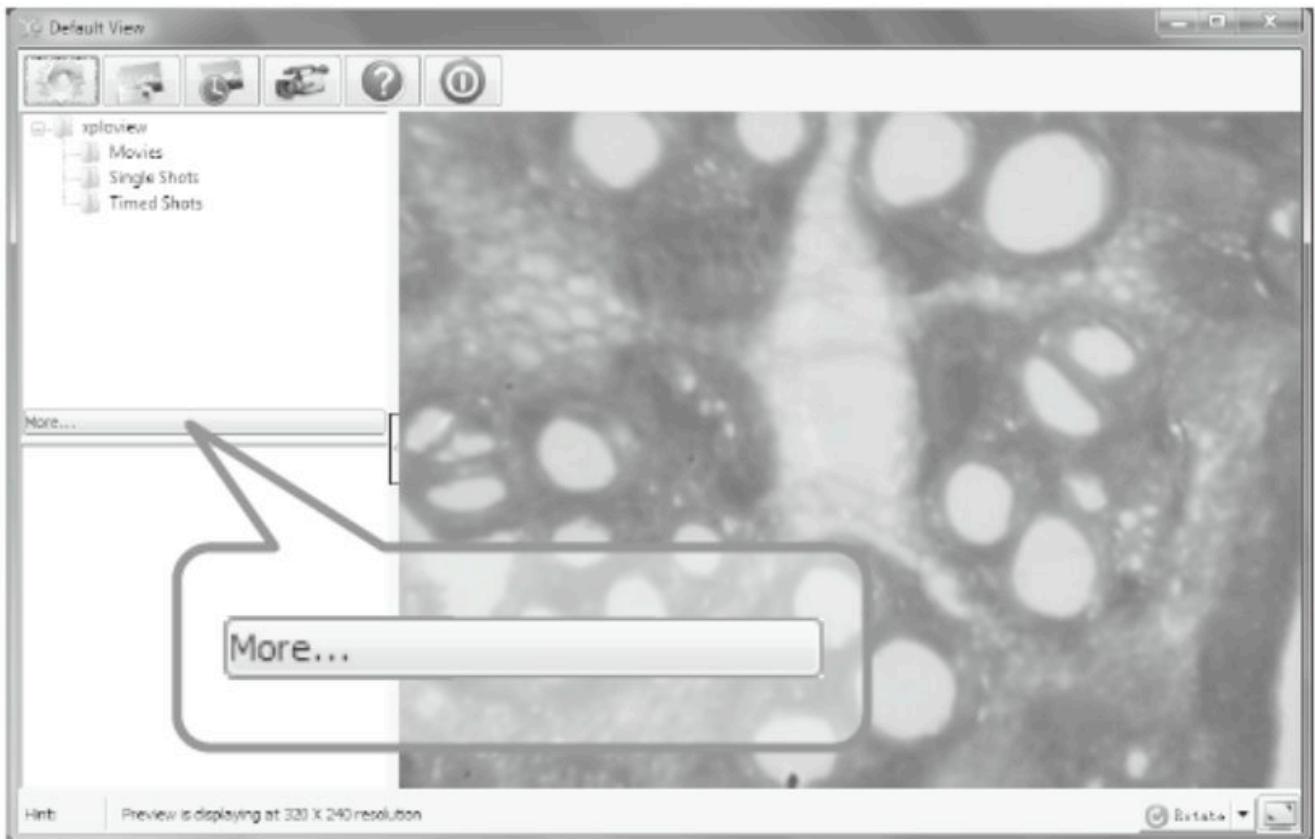 Default View
xploview
Movies
Single Shots
Timed Shots
More...
More...
Hint: Preview is displaying at 320 X 240 resolution
Rotate